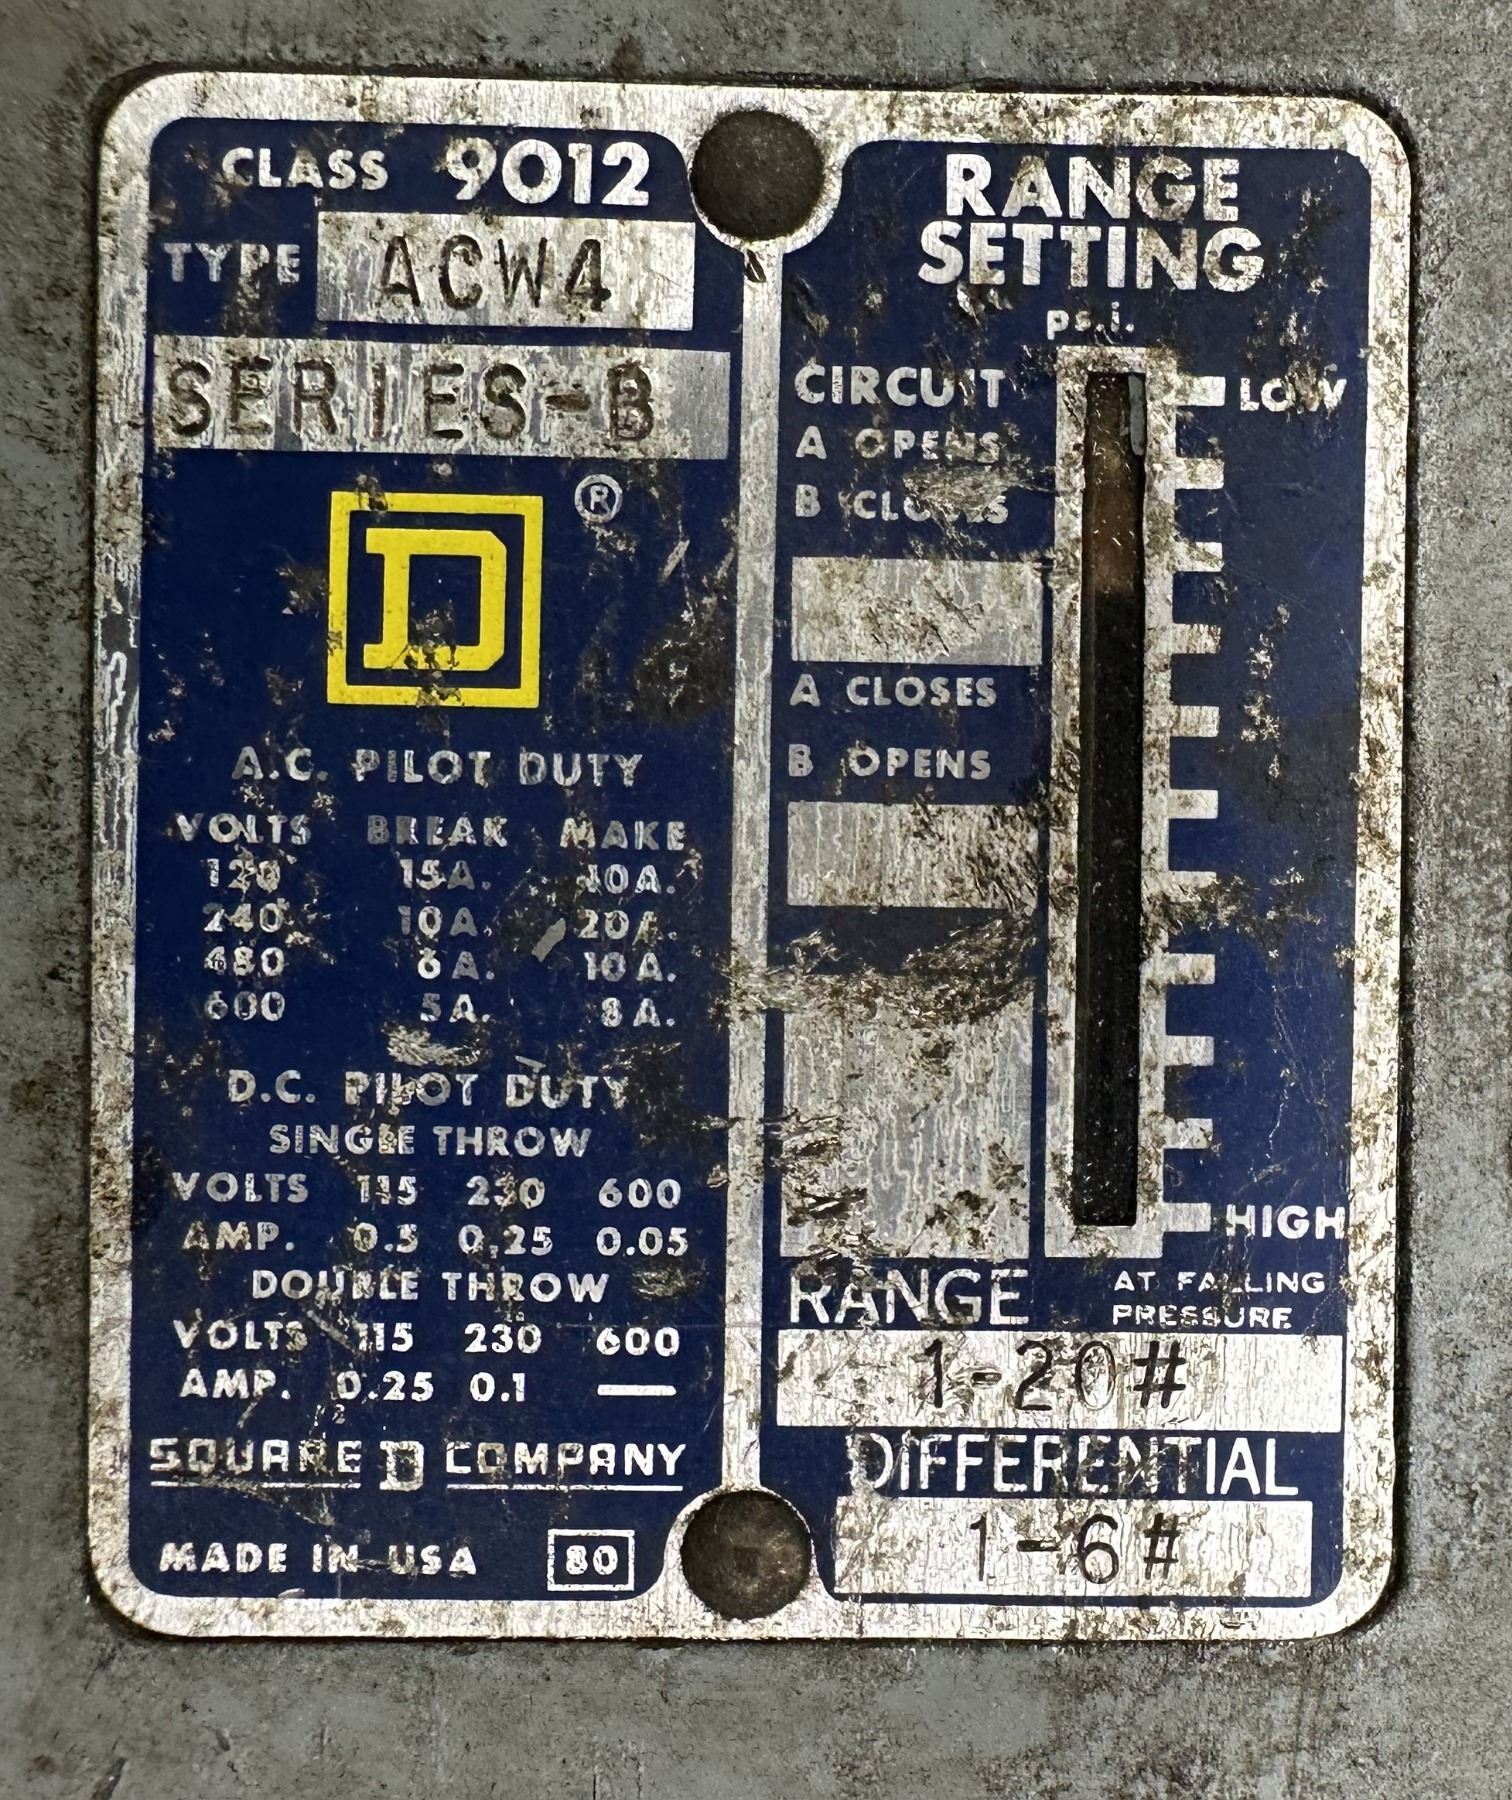 CLASS 9012
TYPE ACW4
SERIES-B
D ®
A.C. PILOT DUTY
VOLTS BREAK MAKE
120 15A. 40A.
240 10A. 20A.
480 6A. 10A.
600 5A. 8A.
D.C. PILOT DUTY
SINGLE THROW
VOLTS 115 230 600
AMP. 0.5 0.25 0.05
DOUBLE THROW
VOLTS 115 230 600
AMP. 0.25 0.1 —
SQUARE D COMPANY
MADE IN USA 80
RANGE
SETTING
p.s.i.
CIRCUIT
LOW
A OPENS
B CLOSES
A CLOSES
B OPENS
HIGH
RANGE
AT FALLING
PRESSURE
1-20#
DIFFERENTIAL
1-6#